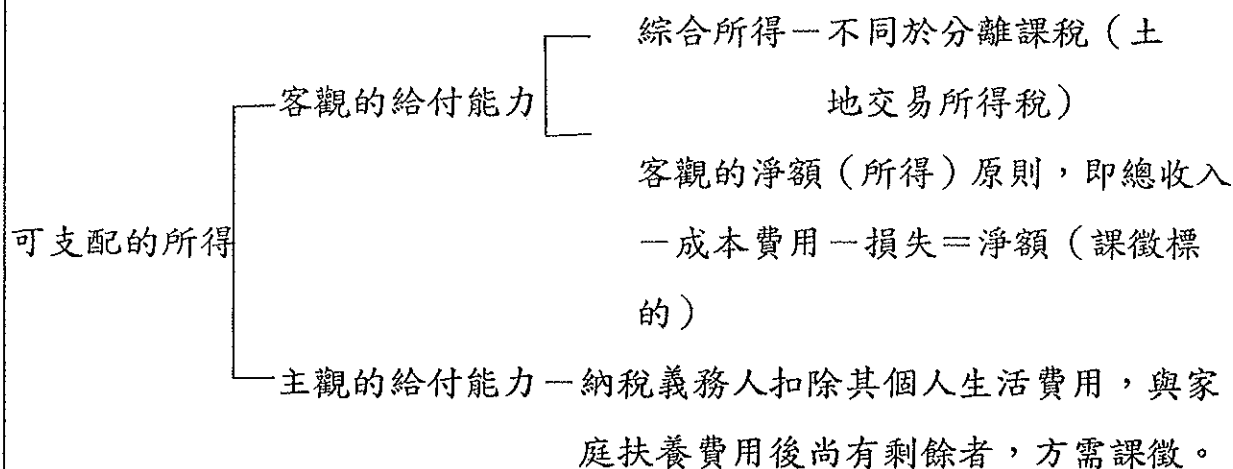 綜合所得－不同於分離課稅（土
客觀的給付能力
地交易所得稅）
客觀的淨額（所得）原則，即總收入
可支配的所得
－成本費用－損失＝淨額（課徵標
的）
主觀的給付能力－納稅義務人扣除其個人生活費用，與家
庭扶養費用後尚有剩餘者，方需課徵。